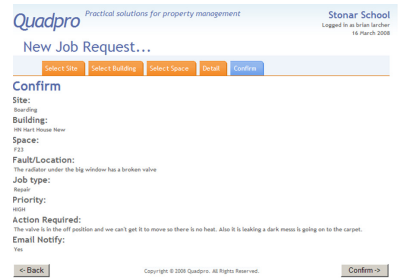 Quadpro Practical solutions for property management
Stonar School
Logged in as brian larcher
16 March 2008
New Job Request...
Select Site Select Building Select Space Detail Confirm
Confirm
Site:
Boarding
Building:
HN Hart House New
Space:
F23
Fault/Location:
The radiator under the big window has a broken valve
Job type:
Repair
Priority:
HIGH
Action Required:
The valve is in the off position and we can't get it to move so there is no heat. Also it is leaking a dark mess is going on to the carpet.
Email Notify:
Yes
<- Back
Copyright © 2008 Quadpro. All Rights Reserved.
Confirm ->